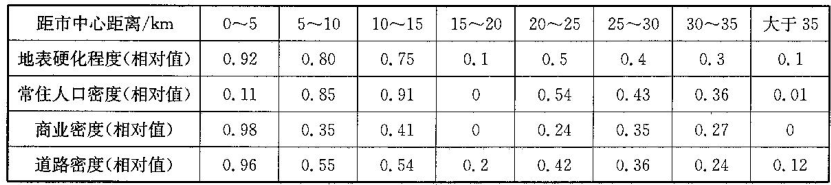 距市中心距离/km 0～5 5～10 10～15 15～20 20～25 25～30 30～35 大于35
地表硬化程度(相对值) 0.92 0.80 0.75 0.1 0.5 0.4 0.3 0.1
常住人口密度(相对值) 0.11 0.85 0.91 0 0.54 0.43 0.36 0.01
商业密度(相对值) 0.98 0.35 0.41 0 0.24 0.35 0.27 0
道路密度(相对值) 0.96 0.55 0.54 0.2 0.42 0.36 0.24 0.12